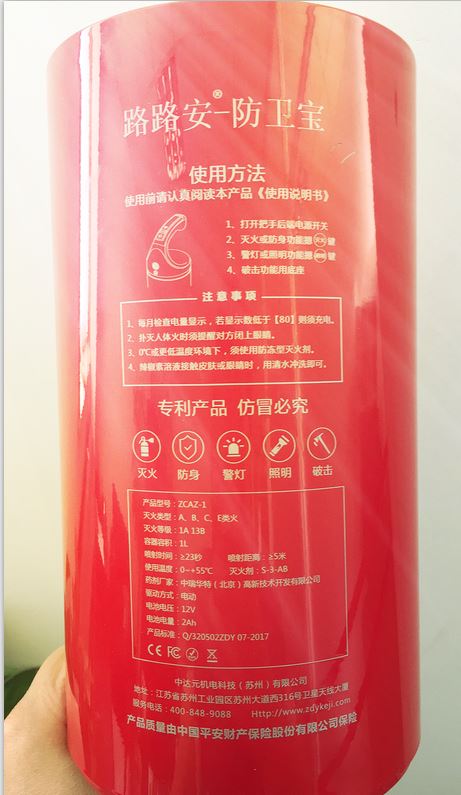 路路安®-防卫宝
使用方法
使用前请认真阅读本产品《使用说明书》
1、打开把手后端电源开关
2、灭火或防身功能摁 键
3、警灯或照明功能摁 键
4、破击功能用底座
注意事项
1、每月检查电量显示，若显示数低于【80】则须充电。
2、扑灭人体火时须提醒对方闭上眼睛。
3、0℃或更低温度环境下，须使用防冻型灭火剂。
4、辣椒素溶液接触皮肤或眼睛时，用清水冲洗即可。
专利产品 仿冒必究
灭火 防身 警灯 照明 破击
产品型号：ZCAZ-1
灭火类型：A、B、C、E类火
灭火等级：1A 13B
容器容积：1L
喷射时间：≥23秒 喷射距离：≥5米
使用温度：0~+55℃ 灭火剂：S-3-AB
药剂厂家：中瑞华特（北京）高新技术开发有限公司
驱动方式：电动
电池电压：12V
电池电量：2Ah
产品标准：Q/320502ZDY 07-2017
CE FC
中达元机电科技（苏州）有限公司
地址：江苏省苏州工业园区苏州大道西316号卫星天线大厦
服务电话：400-848-9088 Http://www.zdykeji.com
产品质量由中国平安财产保险股份有限公司保险